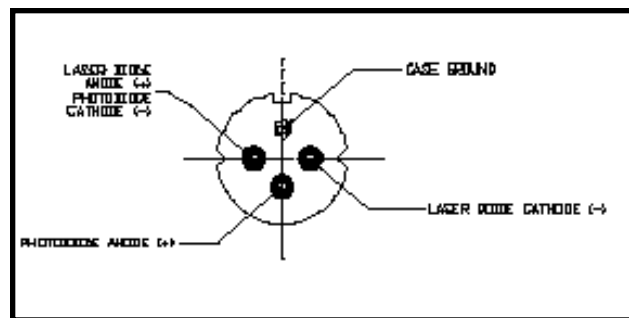 LASER DIODE
ANODE (+)
PHOTODIODE
CATHODE (-)
CASE GROUND
LASER DIODE CATHODE (-)
PHOTODIODE ANODE (+)